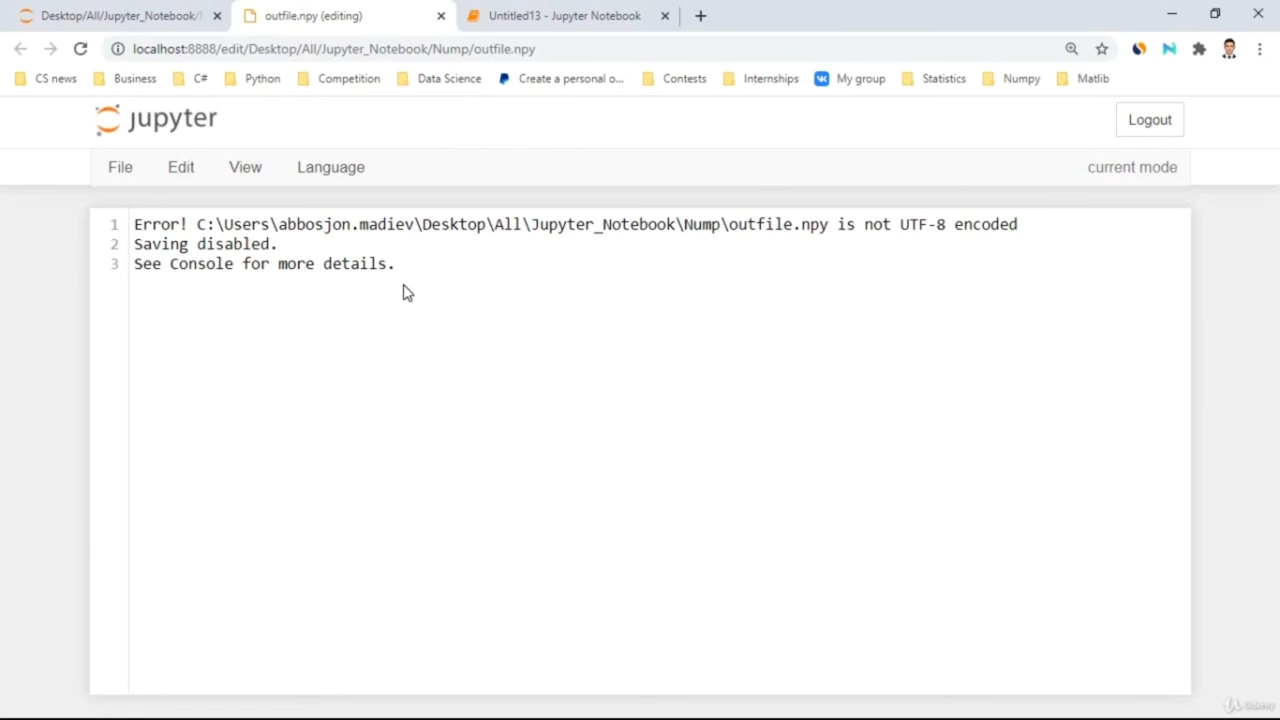 Desktop/All/Jupyter_Notebook/
outfile.npy (editing)
Untitled13 - Jupyter Notebook
localhost:8888/edit/Desktop/All/Jupyter_Notebook/Nump/outfile.npy
CS news
Business
C#
Python
Competition
Data Science
Create a personal o...
Contests
Internships
My group
Statistics
Numpy
Matlib
jupyter
Logout
File
Edit
View
Language
current mode
1 Error! C:\Users\abbosjon.madiev\Desktop\All\Jupyter_Notebook\Nump\outfile.npy is not UTF-8 encoded
2 Saving disabled.
3 See Console for more details.
Udemy